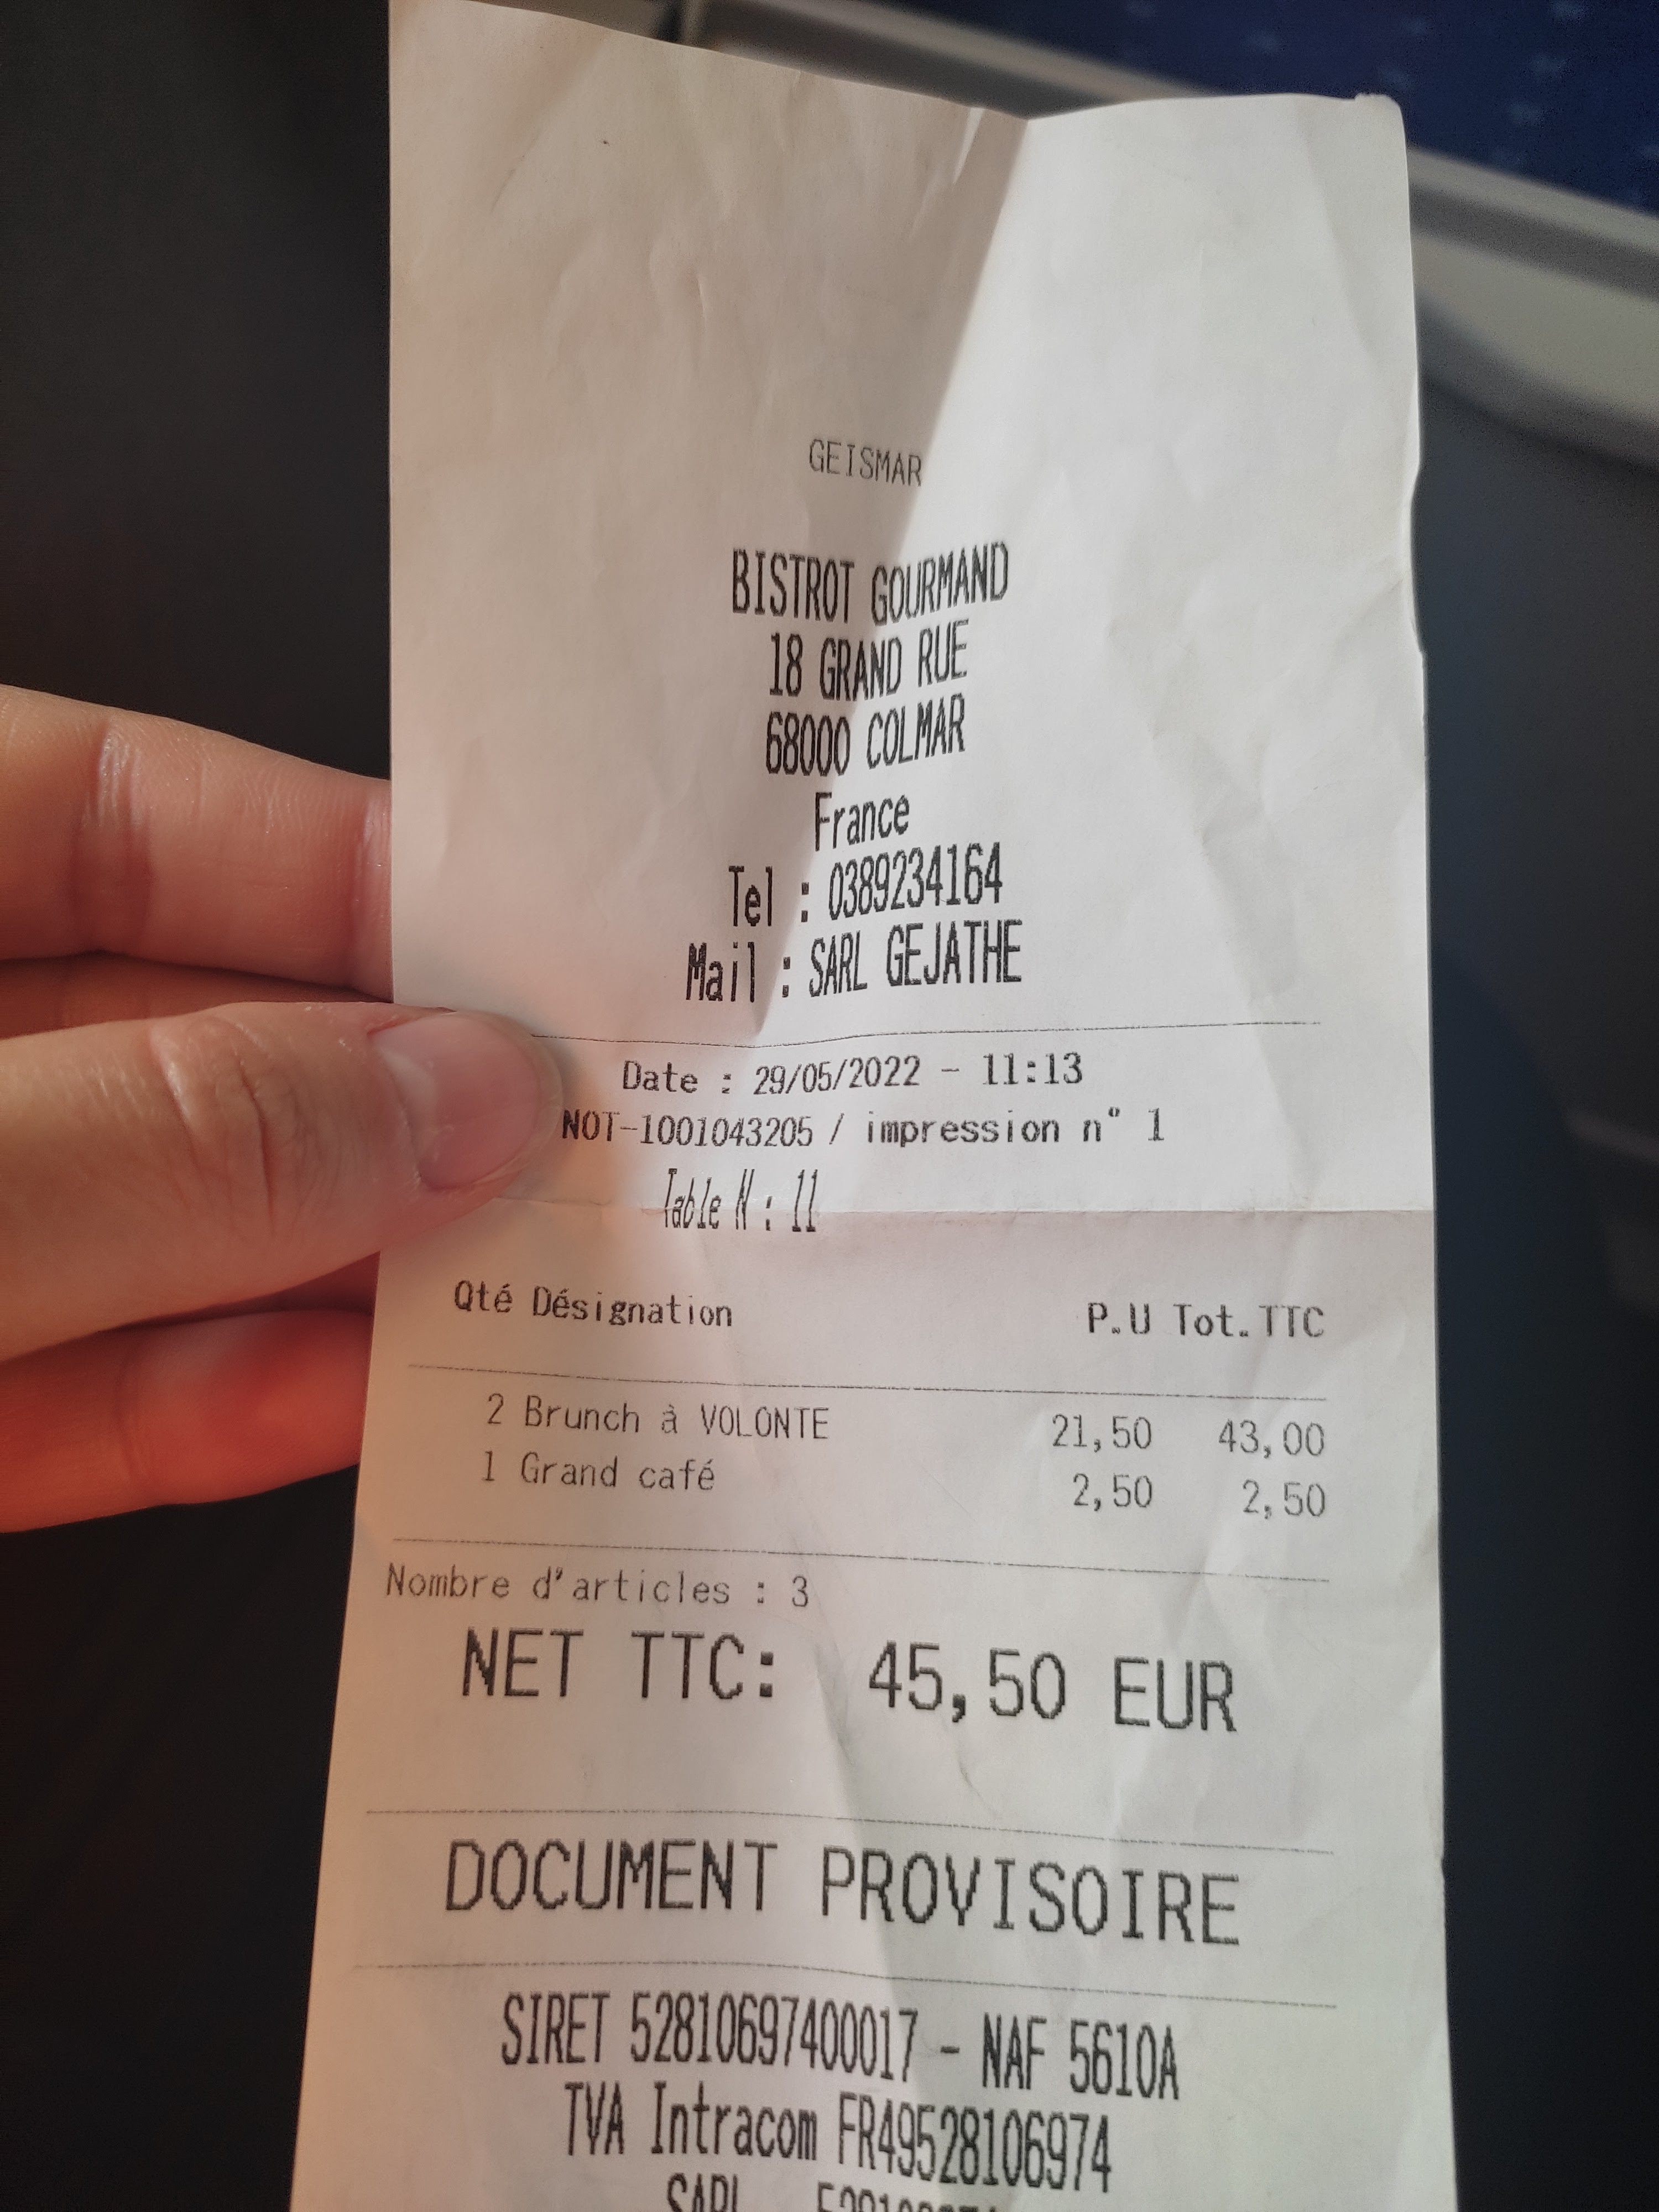 GEISMAR
BISTROT GOURMAND
18 GRAND RUE
68000 COLMAR
France
Tel : 0389234164
Mail : SARL GEJATHE
Date : 29/05/2022 - 11:13
NOT-1001043205 / impression n° 1
Table N : 11
Qté Désignation P.U Tot.TTC
2 Brunch à VOLONTE 21,50 43,00
1 Grand café 2,50 2,50
Nombre d'articles : 3
NET TTC: 45,50 EUR
DOCUMENT PROVISOIRE
SIRET 52810697400017 - NAF 5610A
TVA Intracom FR49528106974
SARL